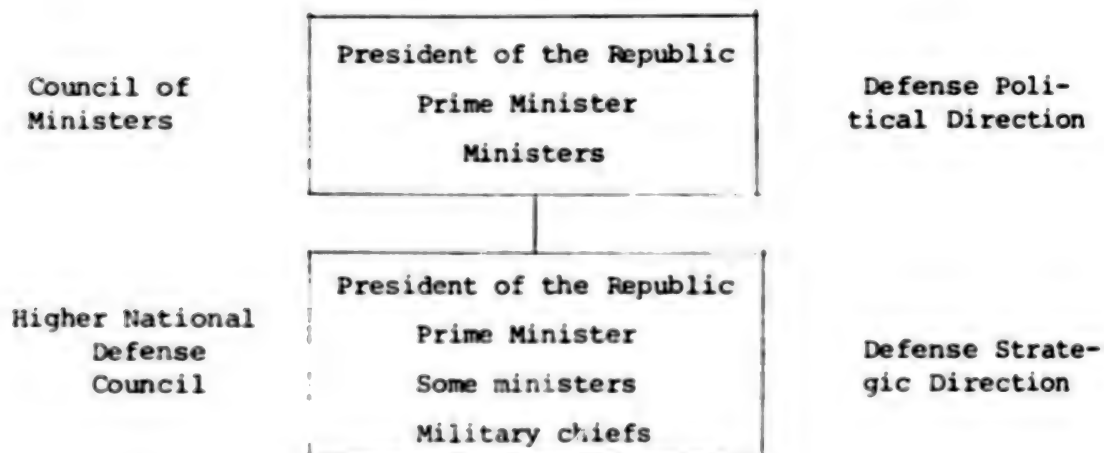 Council of
Ministers
President of the Republic
Prime Minister
Ministers
Defense Poli-
tical Direction
Higher National
Defense
Council
President of the Republic
Prime Minister
Some ministers
Military chiefs
Defense Strate-
gic Direction